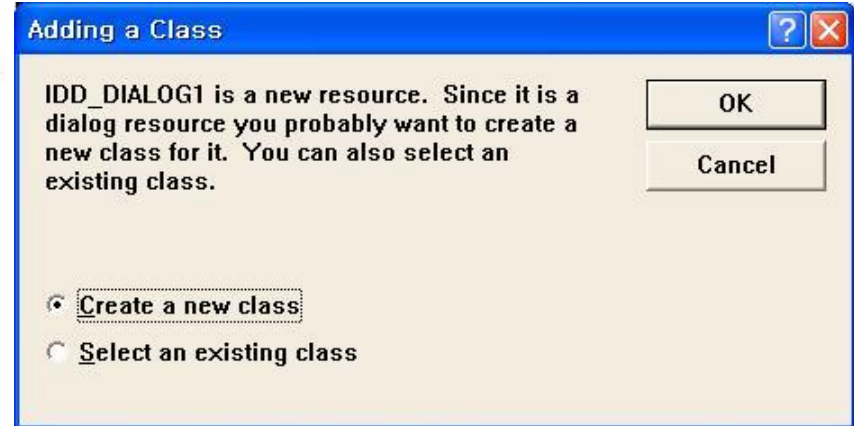 Adding a Class
IDD_DIALOG1 is a new resource. Since it is a
dialog resource you probably want to create a
new class for it. You can also select an
existing class.
OK
Cancel
Create a new class
Select an existing class